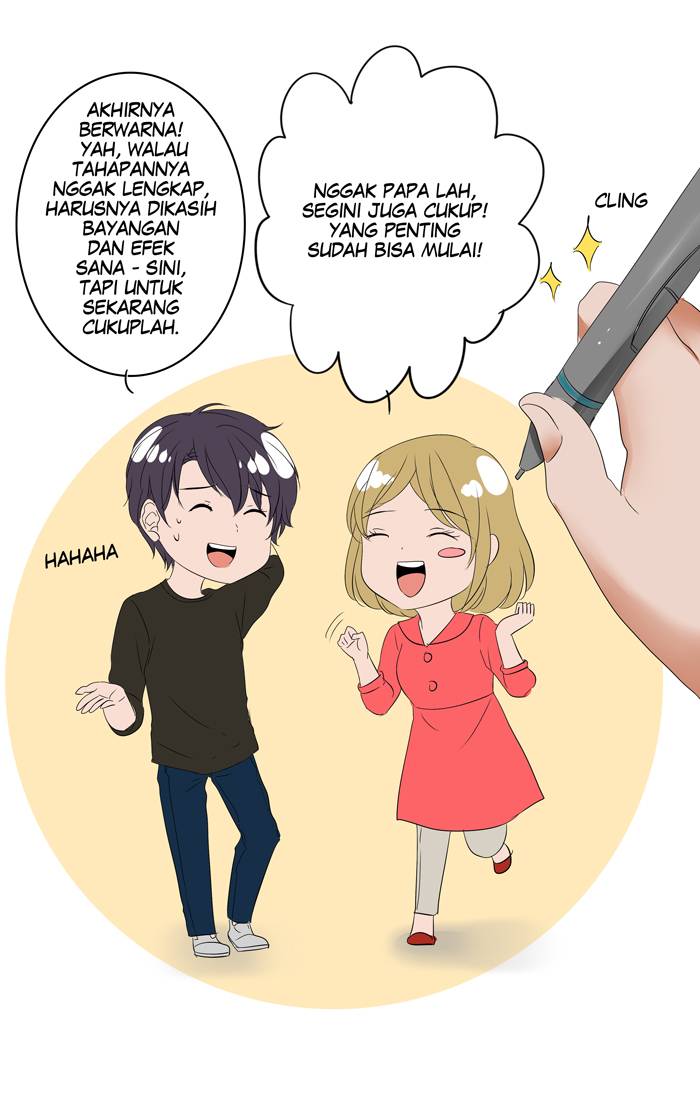 AKHIRNYA
BERWARNA!
YAH, WALAU
TAHAPANNYA
NGGAK LENGKAP,
HARUSNYA DIKASIH
BAYANGAN
DAN EFEK
SANA - SINI,
TAPI UNTUK
SEKARANG
CUKUPLAH.
NGGAK PAPA LAH,
SEGINI JUGA CUKUP!
YANG PENTING
SUDAH BISA MULAI!
CLING
HAHAHA